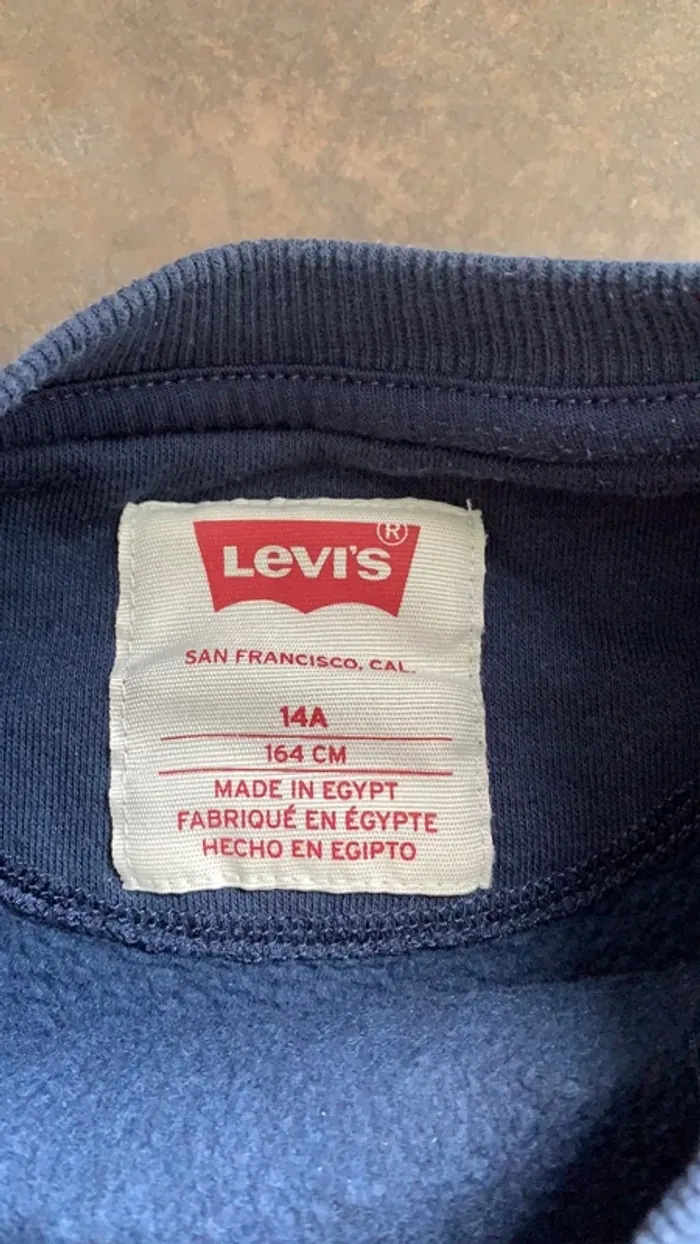 LEVI'S®
SAN FRANCISCO, CAL.
14A
164 CM
MADE IN EGYPT
FABRIQUÉ EN ÉGYPTE
HECHO EN EGIPTO